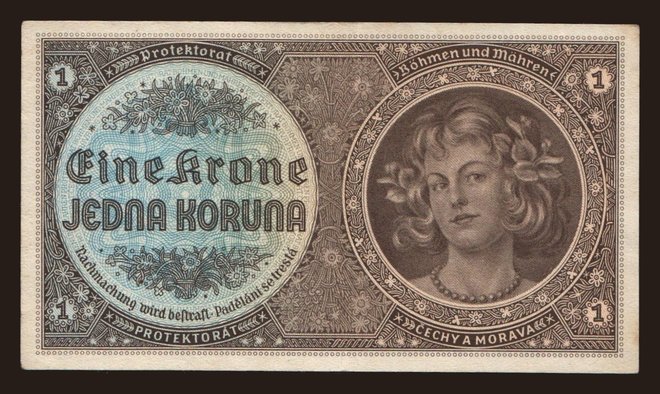 1
Protektorat
Böhmen und Mähren
1
Eine Krone
JEDNA KORUNA
Nachmachung wird bestraft · Padělání se trestá
1
PROTEKTORÁT
ČECHY A MORAVA
1